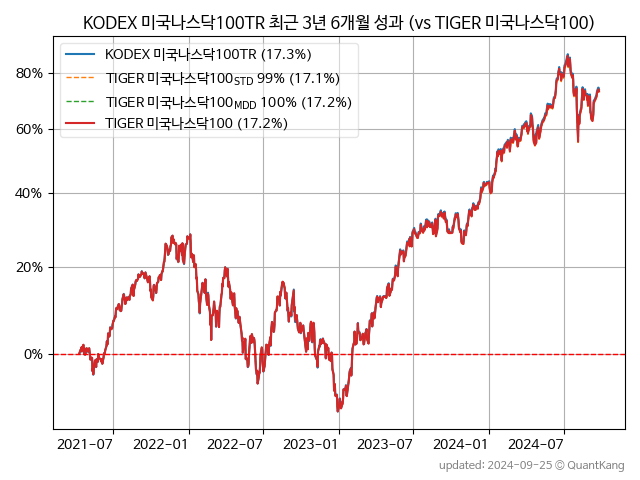 KODEX 미국나스닥100TR 최근 3년 6개월 성과 (vs TIGER 미국나스닥100)
KODEX 미국나스닥100TR (17.3%)
TIGER 미국나스닥100STD 99% (17.1%)
TIGER 미국나스닥100MDD 100% (17.2%)
TIGER 미국나스닥100 (17.2%)
80%
60%
40%
20%
0%
2021-07 2022-01 2022-07 2023-01 2023-07 2024-01 2024-07
updated: 2024-09-25 © QuantKang